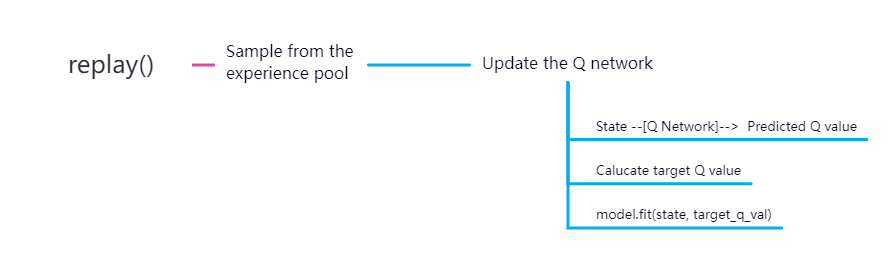 replay()
Sample from the
experience pool
Update the Q network
State --[Q Network]--> Predicted Q value
Calucate target Q value
model.fit(state, target_q_val)